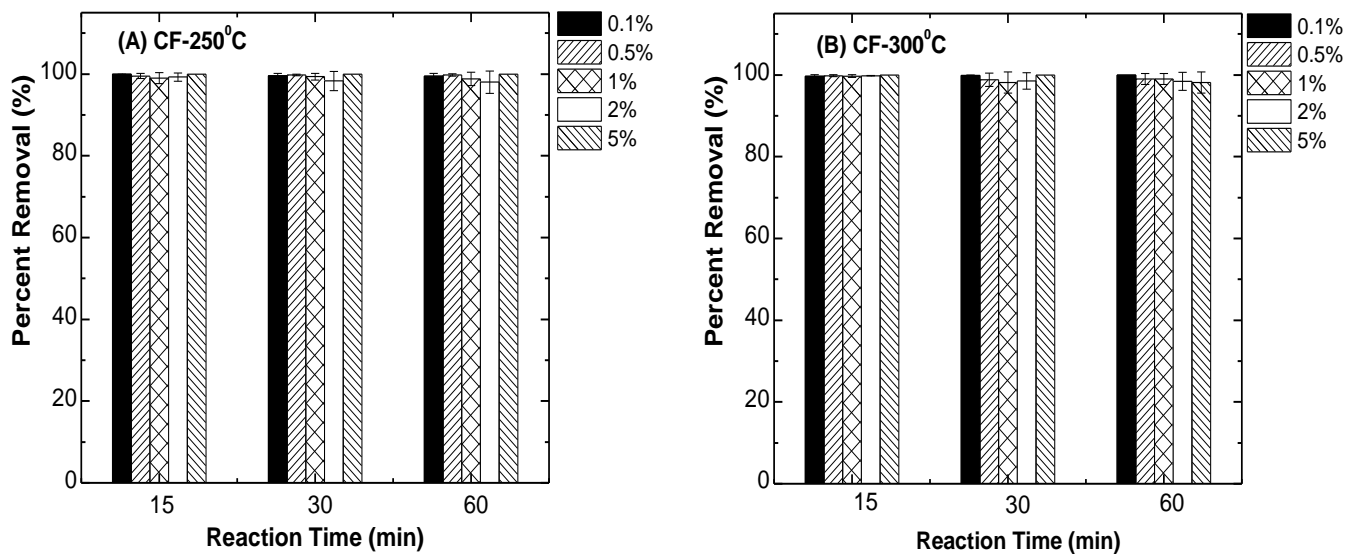 (A) CF-250⁰C
0.1%
0.5%
1%
2%
5%
100
80
60
40
20
0
Percent Removal (%)
15 30 60
Reaction Time (min)
(B) CF-300⁰C
0.1%
0.5%
1%
2%
5%
100
80
60
40
20
0
Percent Removal (%)
15 30 60
Reaction Time (min)